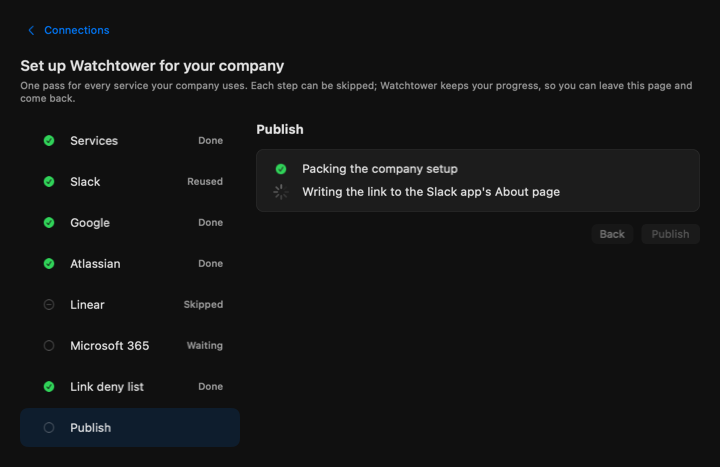 Connections
Set up Watchtower for your company
One pass for every service your company uses. Each step can be skipped; Watchtower keeps your progress, so you can leave this page and
come back.
Services Done
Slack Reused
Google Done
Atlassian Done
Linear Skipped
Microsoft 365 Waiting
Link deny list Done
Publish
Publish
Packing the company setup
Writing the link to the Slack app's About page
Back Publish